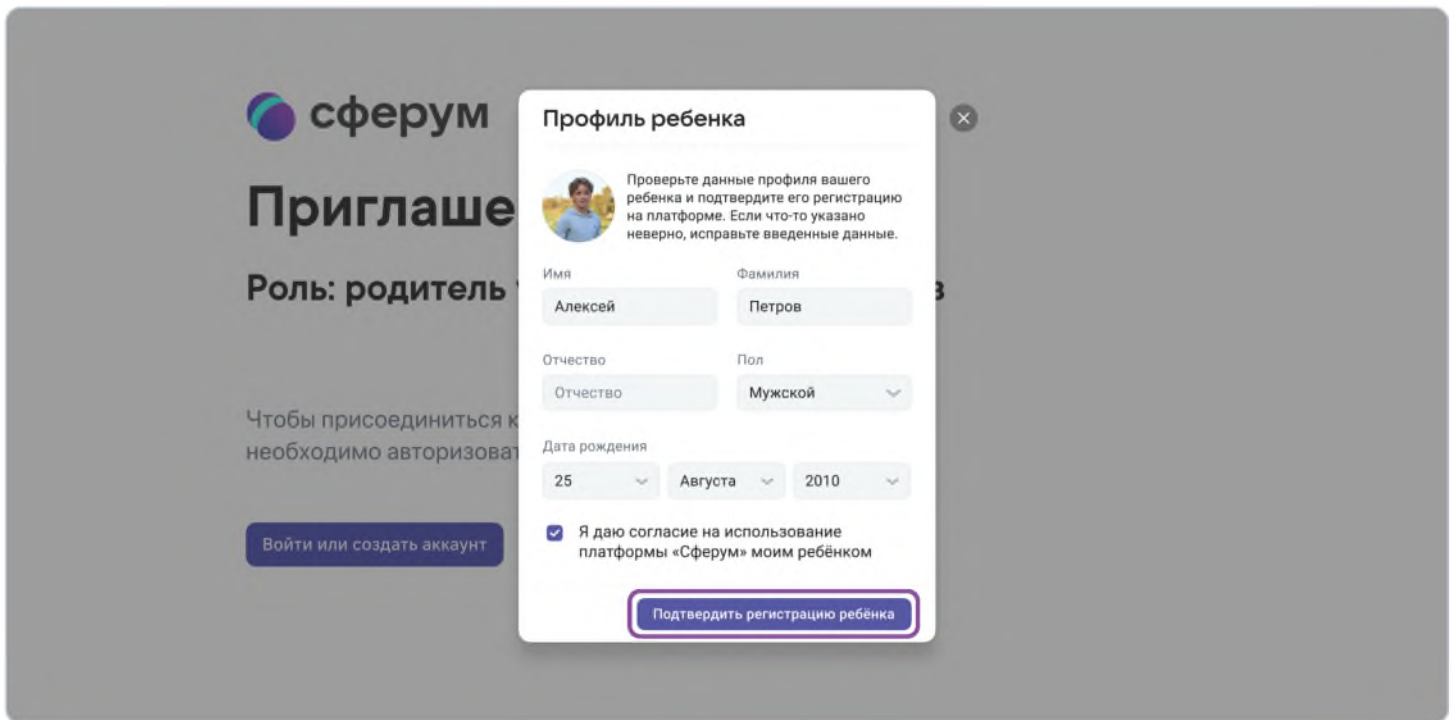 сферум
Приглаше
Роль: родитель
Чтобы присоединиться к
необходимо авторизоват
Войти или создать аккаунт
Профиль ребенка
Проверьте данные профиля вашего
ребенка и подтвердите его регистрацию
на платформе. Если что-то указано
неверно, исправьте введенные данные.
Имя
Фамилия
Алексей
Петров
Отчество
Пол
Отчество
Мужской
Дата рождения
25
Августа
2010
Я даю согласие на использование
платформы «Сферум» моим ребёнком
Подтвердить регистрацию ребёнка